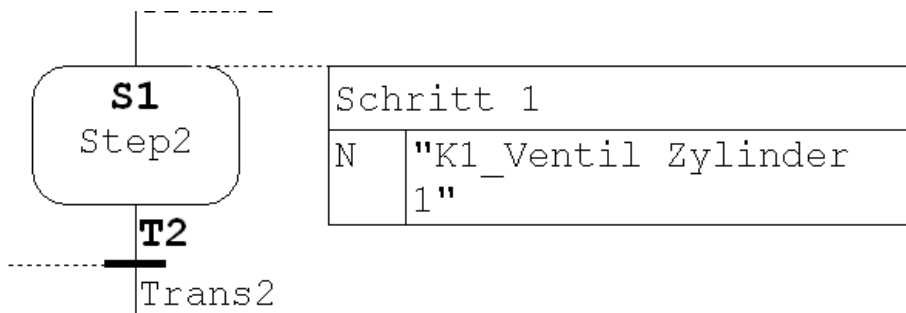 S1
Step2
Schritt 1
N "K1_Ventil Zylinder
1"
T2
Trans2